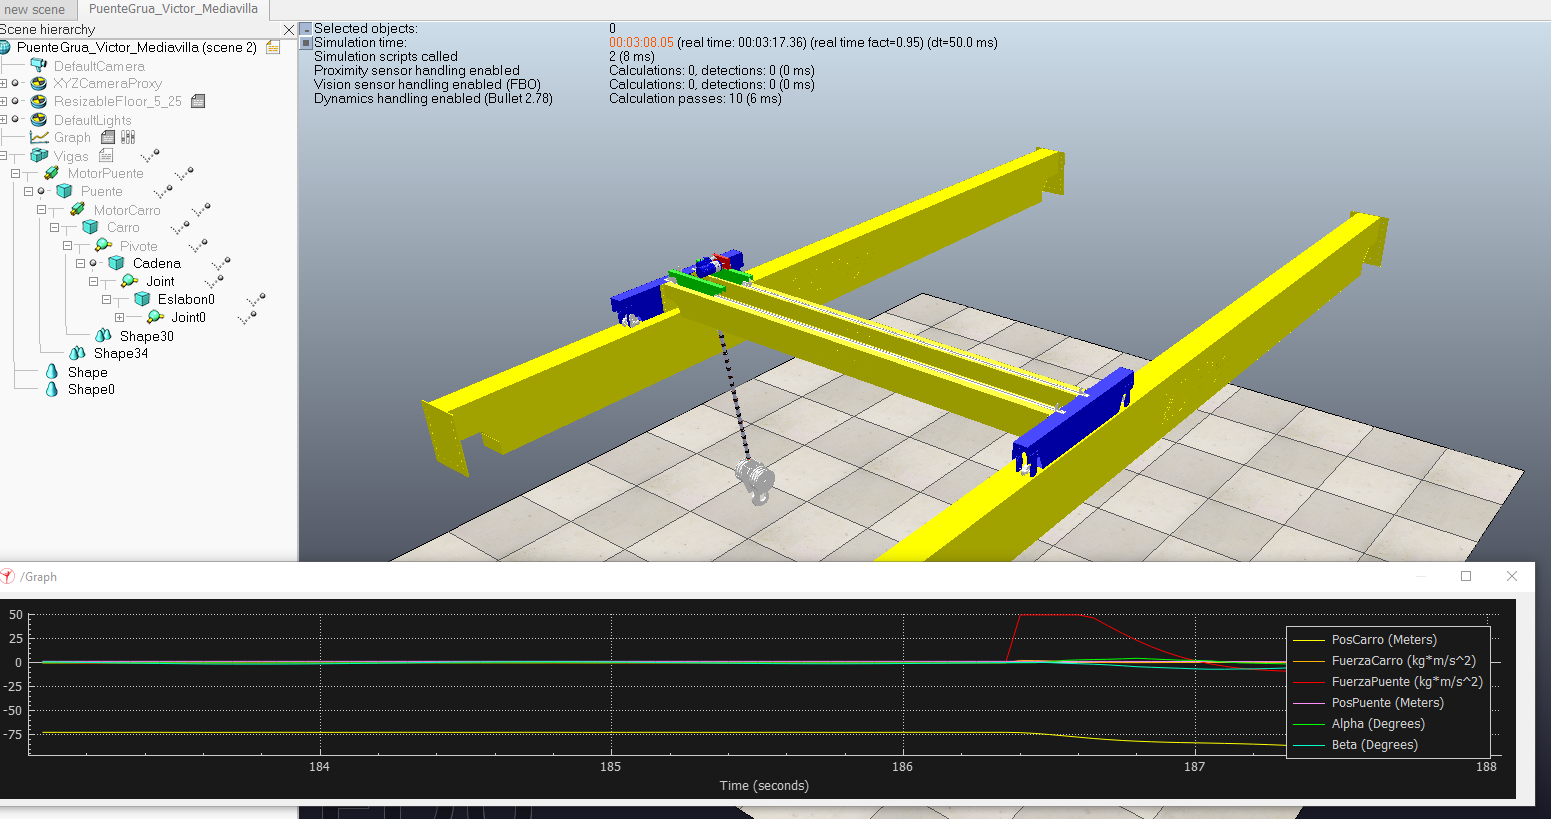 new scene
PuenteGrua_Victor_Mediavilla
Scene hierarchy
PuenteGrua_Victor_Mediavilla (scene 2)
DefaultCamera
XYZCameraProxy
ResizableFloor_5_25
DefaultLights
Graph
Vigas
MotorPuente
Puente
MotorCarro
Carro
Pivote
Cadena
Joint
Eslabon0
Joint0
Shape30
Shape34
Shape
Shape0
Selected objects: 0
Simulation time: 00:03:08.05 (real time: 00:03:17.36) (real time fact=0.95) (dt=50.0 ms)
Simulation scripts called 2 (8 ms)
Proximity sensor handling enabled Calculations: 0, detections: 0 (0 ms)
Vision sensor handling enabled (FBO) Calculations: 0, detections: 0 (0 ms)
Dynamics handling enabled (Bullet 2.78) Calculation passes: 10 (6 ms)
/Graph
50
25
0
-25
-50
-75
184 185 186 187 188
Time (seconds)
PosCarro (Meters)
FuerzaCarro (kg*m/s^2)
FuerzaPuente (kg*m/s^2)
PosPuente (Meters)
Alpha (Degrees)
Beta (Degrees)